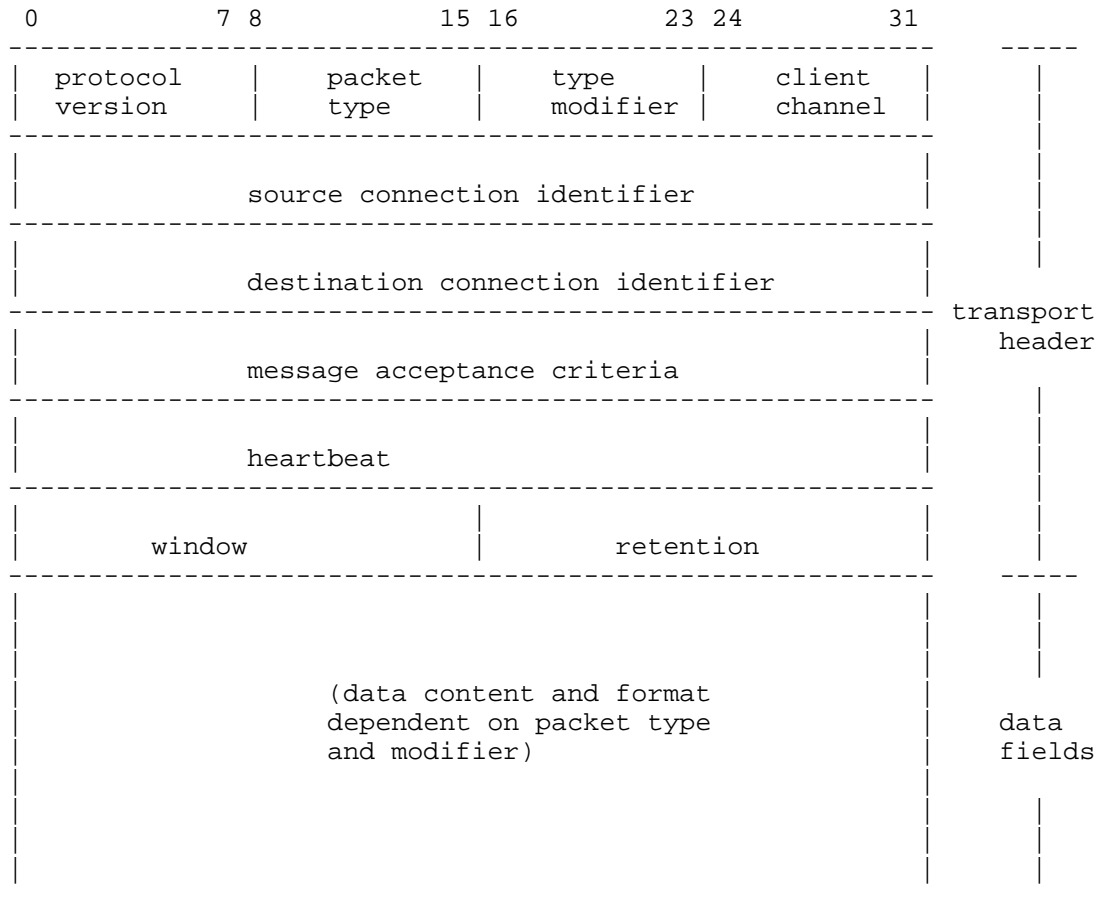 0 7 8 15 16 23 24 31
protocol packet type client
version type modifier channel
source connection identifier
destination connection identifier
transport
header
message acceptance criteria
heartbeat
window retention
(data content and format
dependent on packet type data
and modifier) fields